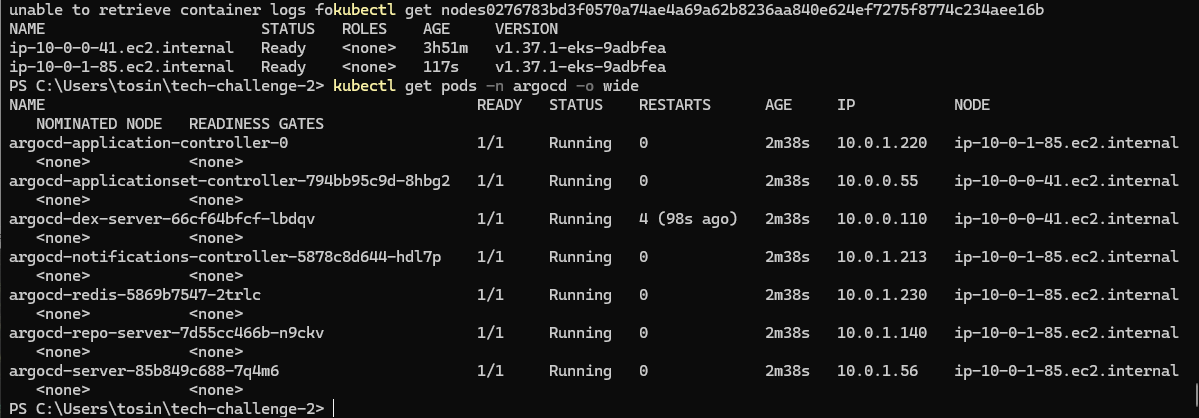 unable to retrieve container logs fokubectl get nodes0276783bd3f0570a74ae4a69a62b8236aa840e624ef7275f8774c234aee16b
NAME STATUS ROLES AGE VERSION
ip-10-0-0-41.ec2.internal Ready <none> 3h51m v1.37.1-eks-9adbfea
ip-10-0-1-85.ec2.internal Ready <none> 117s v1.37.1-eks-9adbfea
PS C:\Users\tosin\tech-challenge-2> kubectl get pods -n argocd -o wide
NAME READY STATUS RESTARTS AGE IP NODE
NOMINATED NODE READINESS GATES
argocd-application-controller-0 1/1 Running 0 2m38s 10.0.1.220 ip-10-0-1-85.ec2.internal
<none> <none>
argocd-applicationset-controller-794bb95c9d-8hbg2 1/1 Running 0 2m38s 10.0.0.55 ip-10-0-0-41.ec2.internal
<none> <none>
argocd-dex-server-66cf64bfcf-lbdqv 1/1 Running 4 (98s ago) 2m38s 10.0.0.110 ip-10-0-0-41.ec2.internal
<none> <none>
argocd-notifications-controller-5878c8d644-hdl7p 1/1 Running 0 2m38s 10.0.1.213 ip-10-0-1-85.ec2.internal
<none> <none>
argocd-redis-5869b7547-2trlc 1/1 Running 0 2m38s 10.0.1.230 ip-10-0-1-85.ec2.internal
<none> <none>
argocd-repo-server-7d55cc466b-n9ckv 1/1 Running 0 2m38s 10.0.1.140 ip-10-0-1-85.ec2.internal
<none> <none>
argocd-server-85b849c688-7q4m6 1/1 Running 0 2m38s 10.0.1.56 ip-10-0-1-85.ec2.internal
<none> <none>
PS C:\Users\tosin\tech-challenge-2>